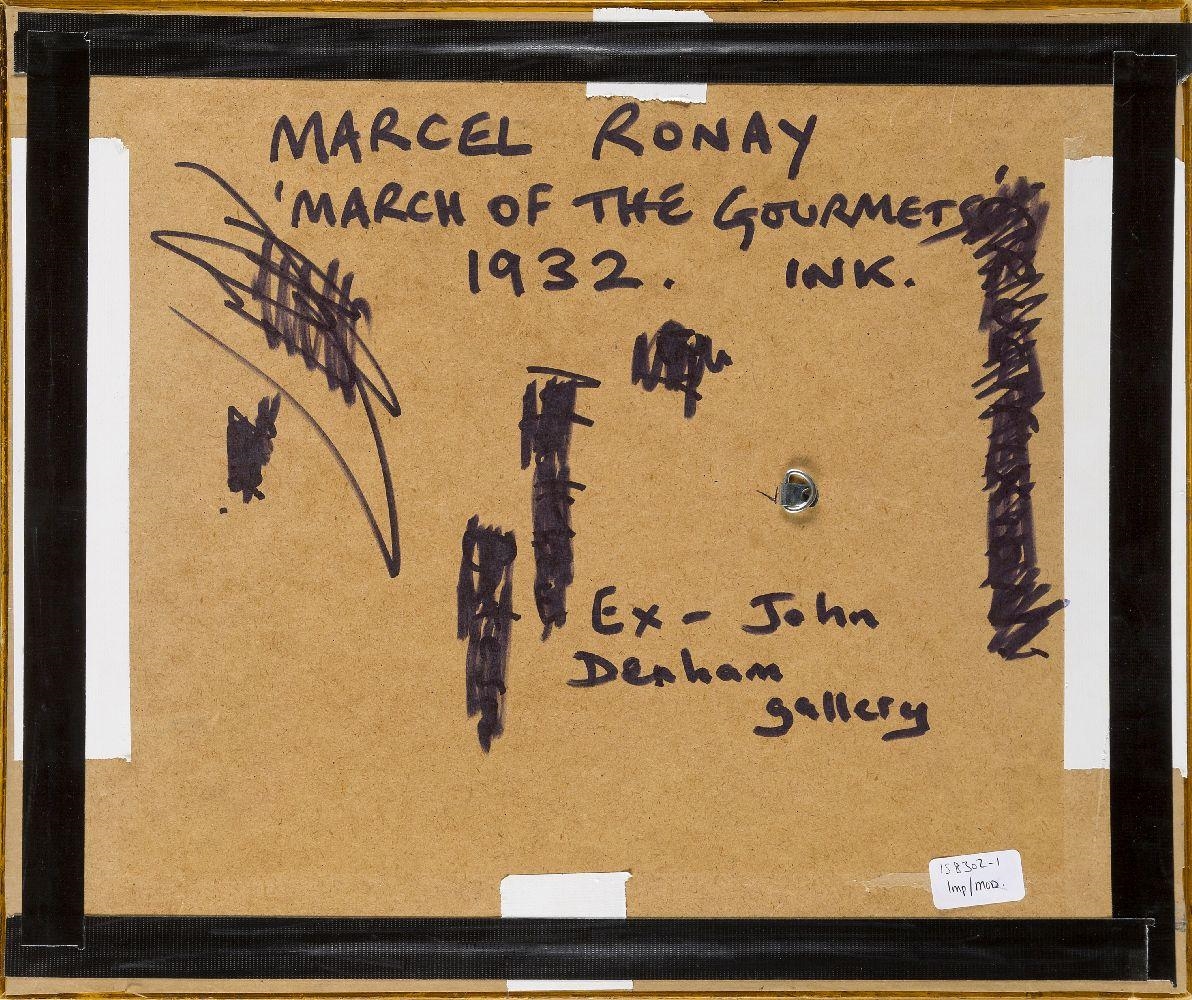 MARCEL RONAY
'MARCH OF THE GOURMETS'
1932. INK.
Ex - John
Denham
gallery
158302-1
Imp/MOD.